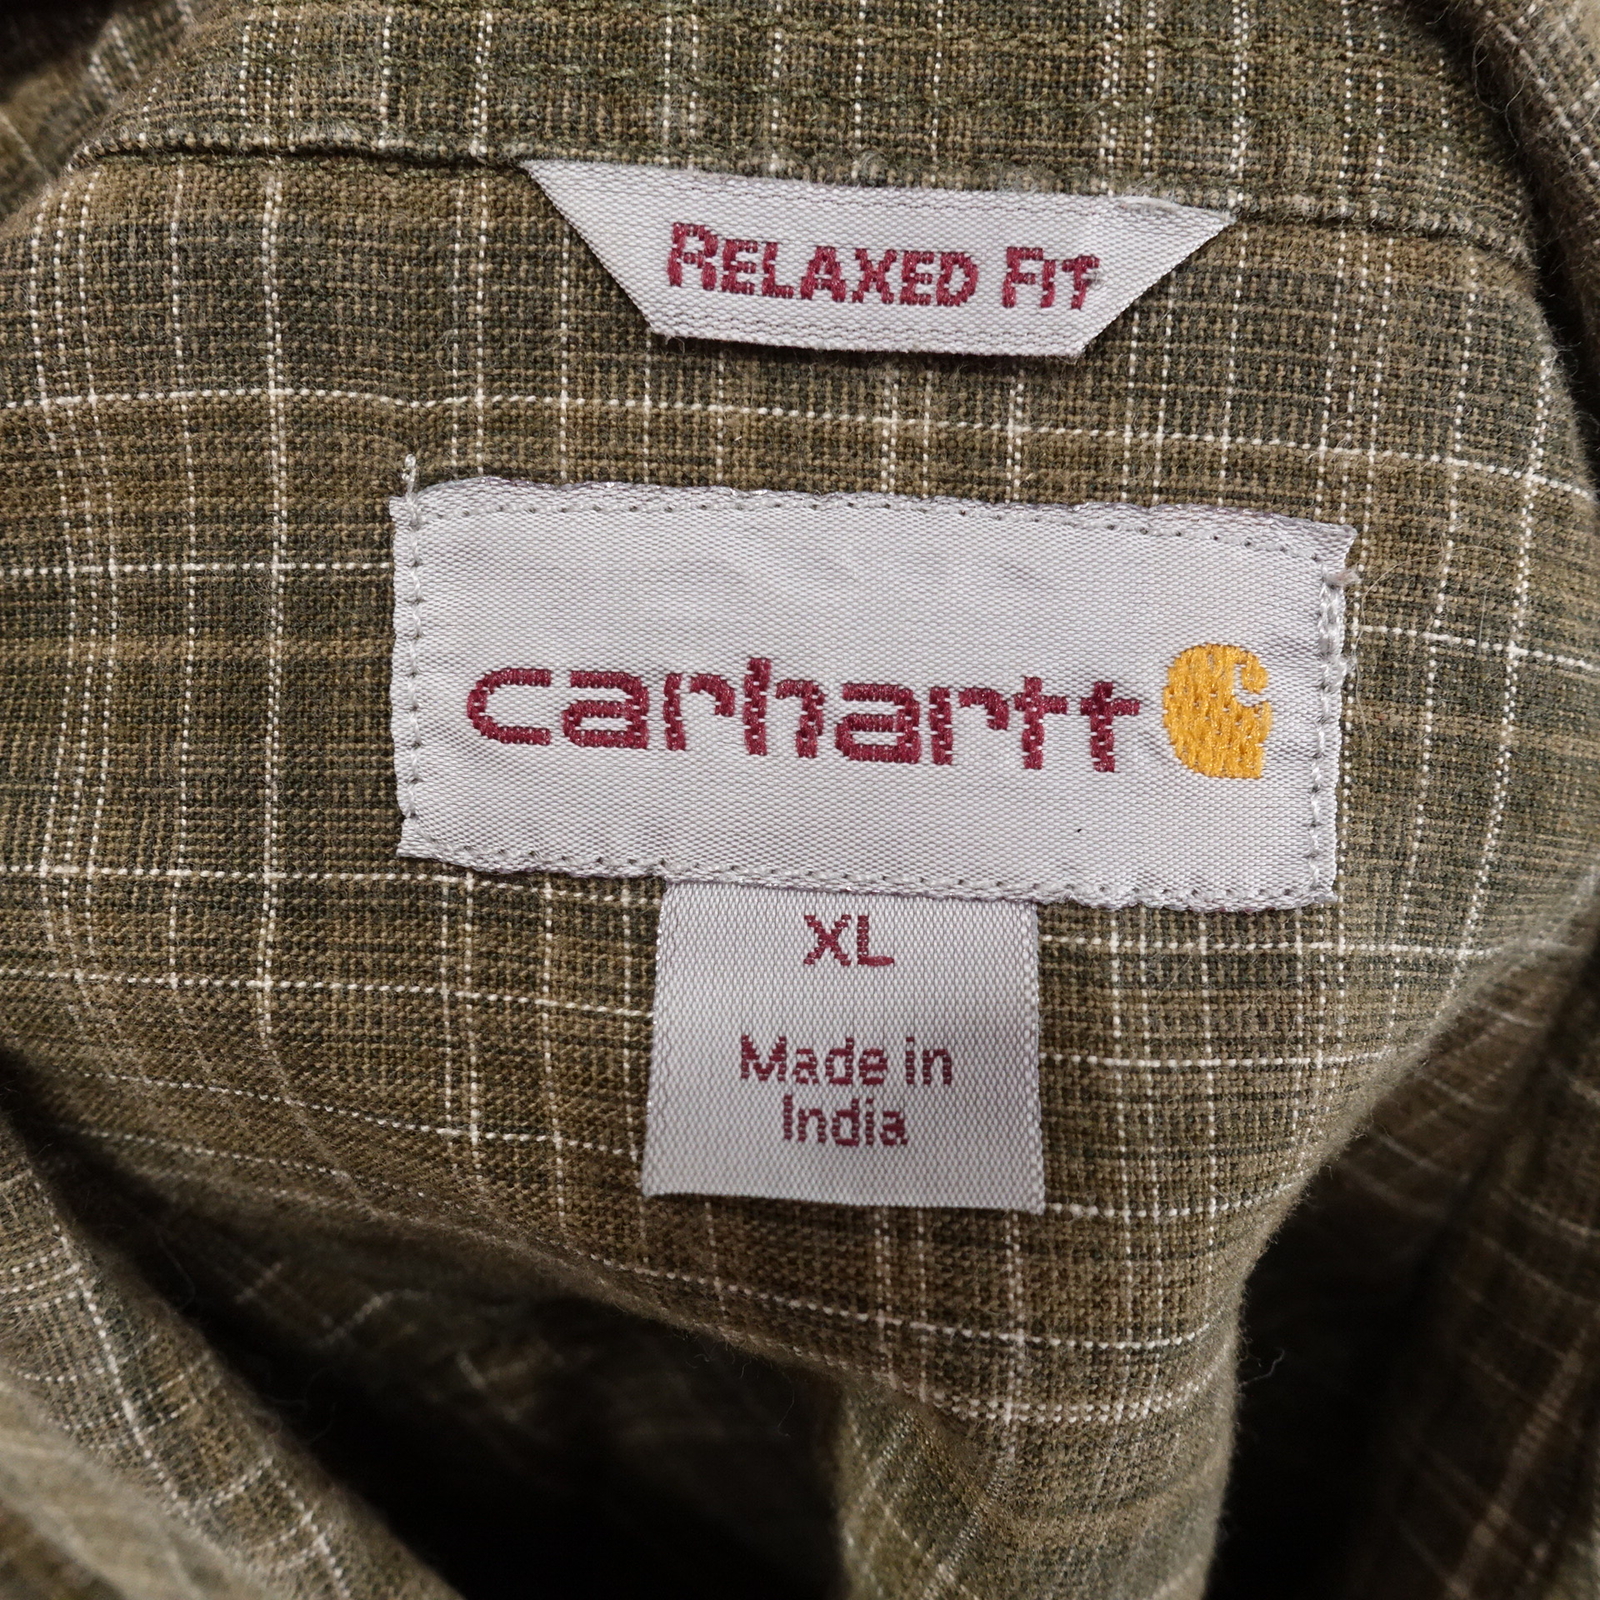 RELAXED FIT
carhartt
XL
Made in
India